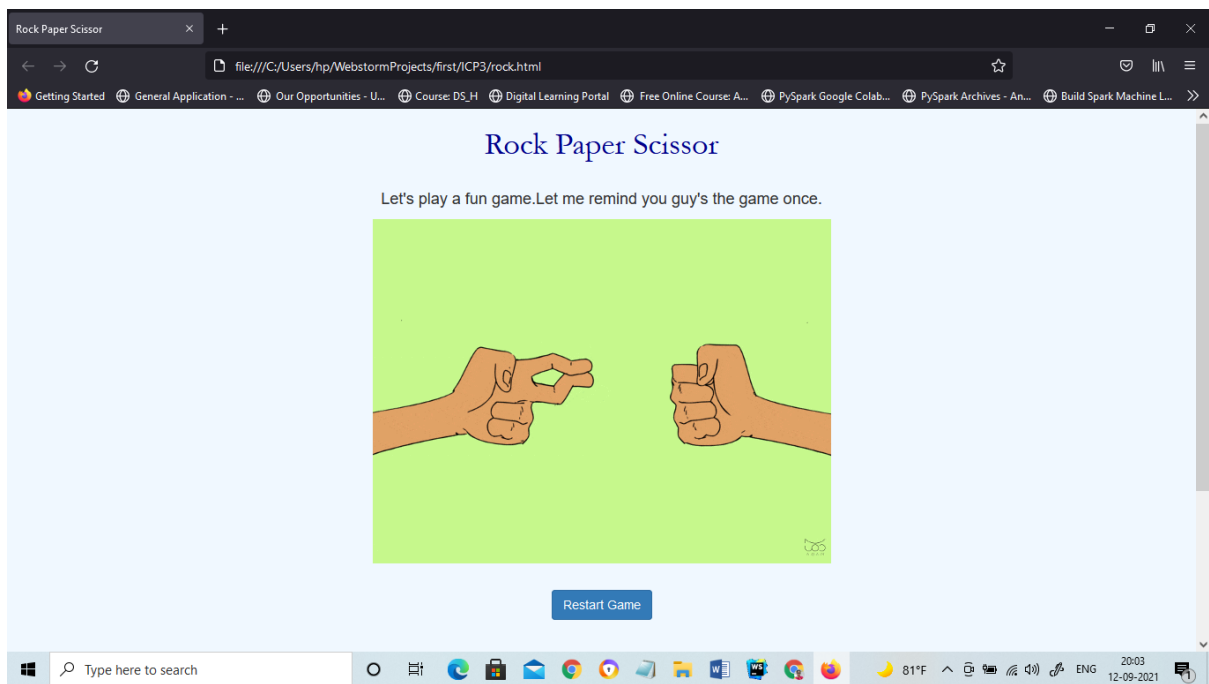 Rock Paper Scissor
file:///C:/Users/hp/WebstormProjects/first/ICP3/rock.html
Getting Started General Application - ... Our Opportunities - U... Course: DS_H Digital Learning Portal Free Online Course: A... PySpark Google Colab... PySpark Archives - An... Build Spark Machine L...
Rock Paper Scissor
Let's play a fun game.Let me remind you guy's the game once.
Restart Game
Type here to search
81°F ENG 20:03
12-09-2021
1